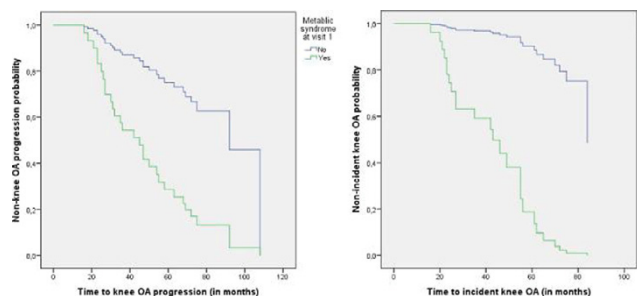 Metablic
syndrome
at visit 1
No
Yes
Non-knee OA progression probability
1,0
0,8
0,6
0,4
0,2
0,0
0 20 40 60 80 100 120
Time to knee OA progression (in months)
Non-incident knee OA probability
1,0
0,8
0,6
0,4
0,2
0,0
0 20 40 60 80 100
Time to incident knee OA (in months)